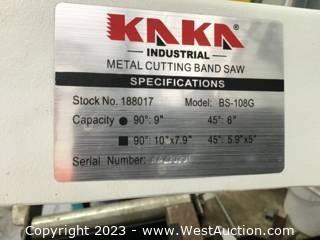 KAKA
INDUSTRIAL
METAL CUTTING BAND SAW
SPECIFICATIONS
Stock No. 188017 Model: BS-108G
Capacity ● 90°: 9" 45°: 6"
■ 90°: 10"x7.9" 45°: 5.9"x5"
Serial Number:
Copyright 2023 - www.WestAuction.com